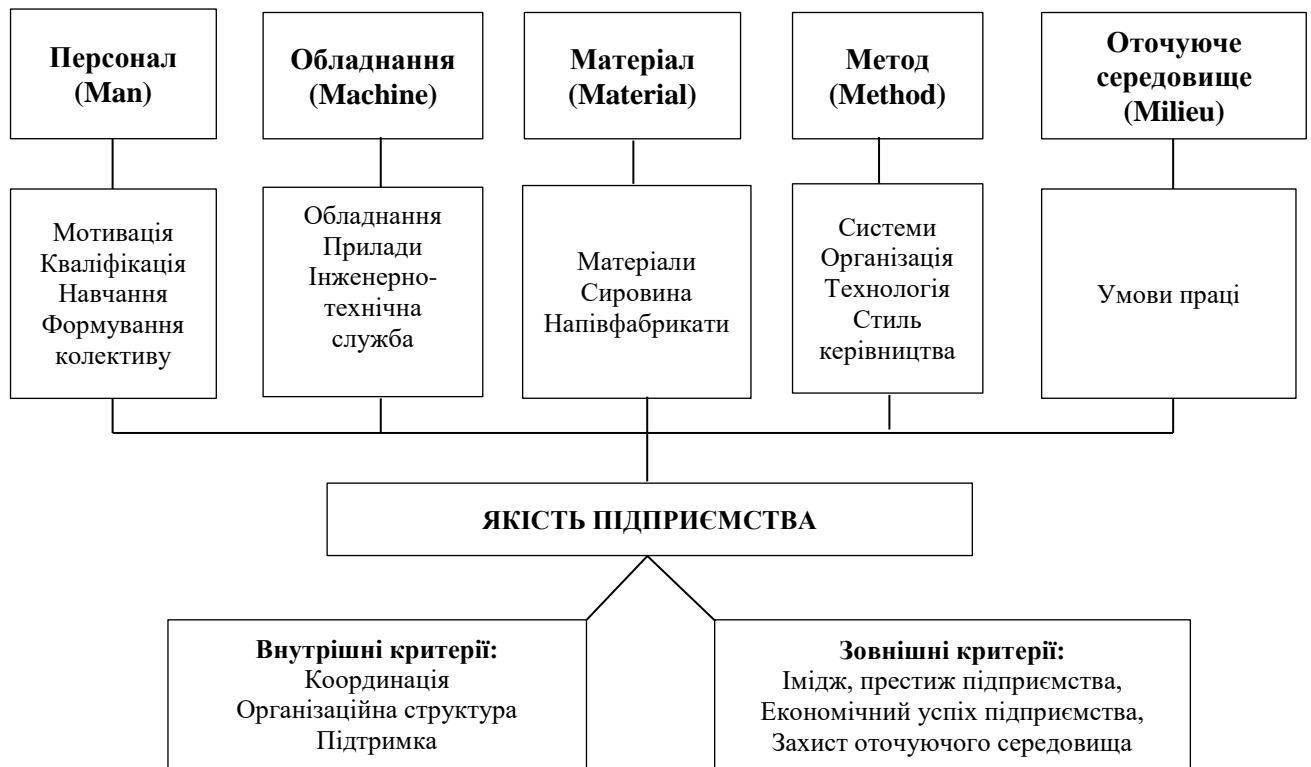 Персонал
(Man)
Обладнання
(Machine)
Матеріал
(Material)
Метод
(Method)
Оточуюче
середовище
(Milieu)
Мотивація
Кваліфікація
Навчання
Формування
колективу
Обладнання
Прилади
Інженерно-
технічна
служба
Матеріали
Сировина
Напівфабрикати
Системи
Організація
Технологія
Стиль
керівництва
Умови праці
ЯКІСТЬ ПІДПРИЄМСТВА
Внутрішні критерії:
Координація
Організаційна структура
Підтримка
Зовнішні критерії:
Імідж, престиж підприємства,
Економічний успіх підприємства,
Захист оточуючого середовища